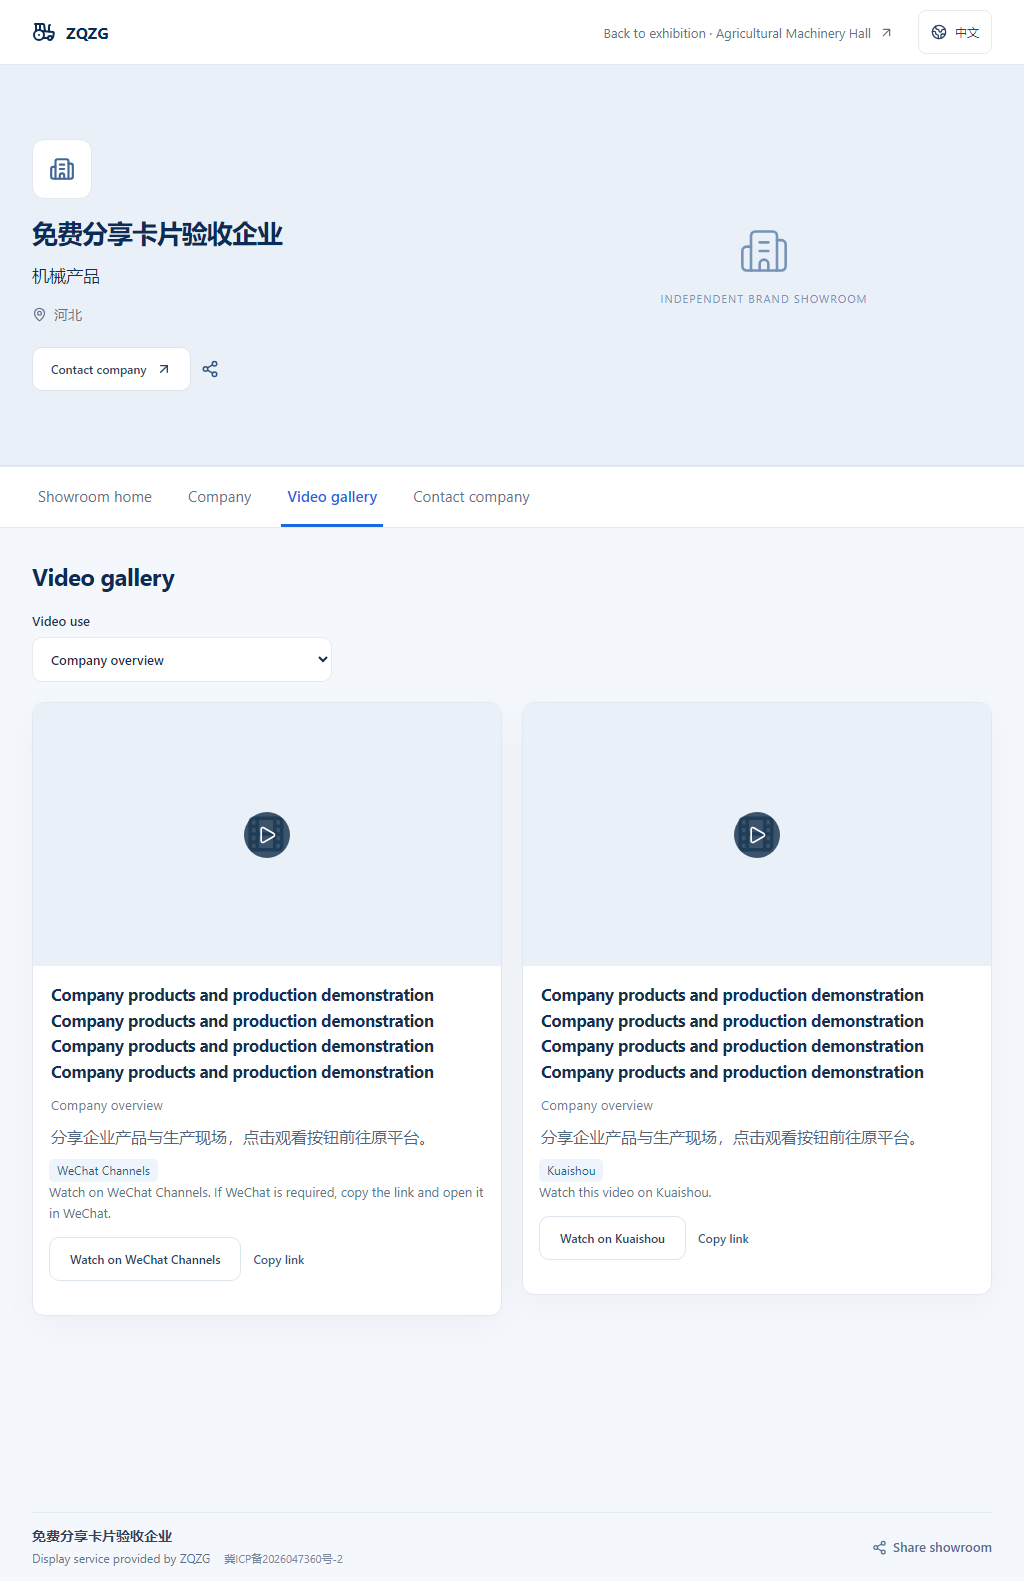 ZQZG
Back to exhibition · Agricultural Machinery Hall
中文
免费分享卡片验收企业
机械产品
河北
Contact company
INDEPENDENT BRAND SHOWROOM
Showroom home
Company
Video gallery
Contact company
Video gallery
Video use
Company overview
Company products and production demonstration
Company products and production demonstration
Company products and production demonstration
Company products and production demonstration
Company overview
分享企业产品与生产现场，点击观看按钮前往原平台。
WeChat Channels
Watch on WeChat Channels. If WeChat is required, copy the link and open it
in WeChat.
Watch on WeChat Channels
Copy link
Company products and production demonstration
Company products and production demonstration
Company products and production demonstration
Company products and production demonstration
Company overview
分享企业产品与生产现场，点击观看按钮前往原平台。
Kuaishou
Watch this video on Kuaishou.
Watch on Kuaishou
Copy link
免费分享卡片验收企业
Display service provided by ZQZG
冀ICP备2026047360号-2
Share showroom